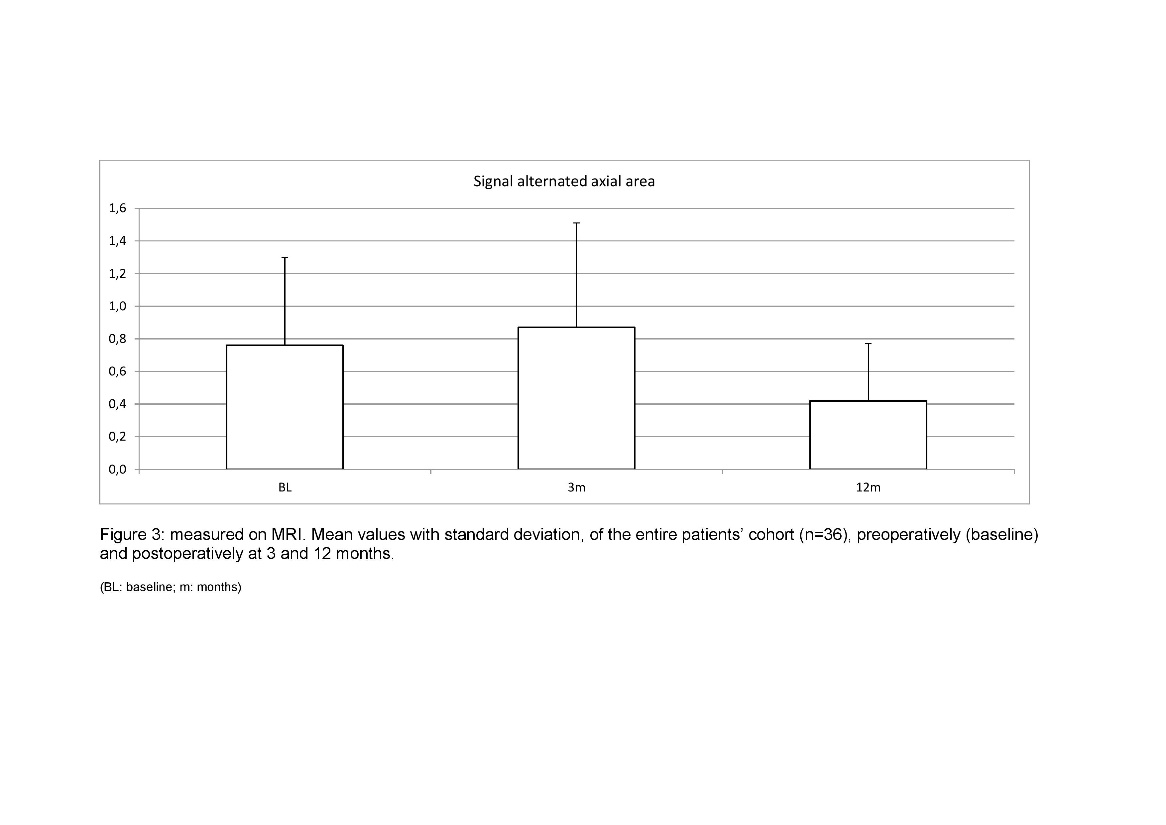 Signal alternated axial area
1,6
1,4
1,2
1,0
0,8
0,6
0,4
0,2
0,0
BL 3m 12m
Figure 3: measured on MRI. Mean values with standard deviation, of the entire patients’ cohort (n=36), preoperatively (baseline)
and postoperatively at 3 and 12 months.
(BL: baseline; m: months)